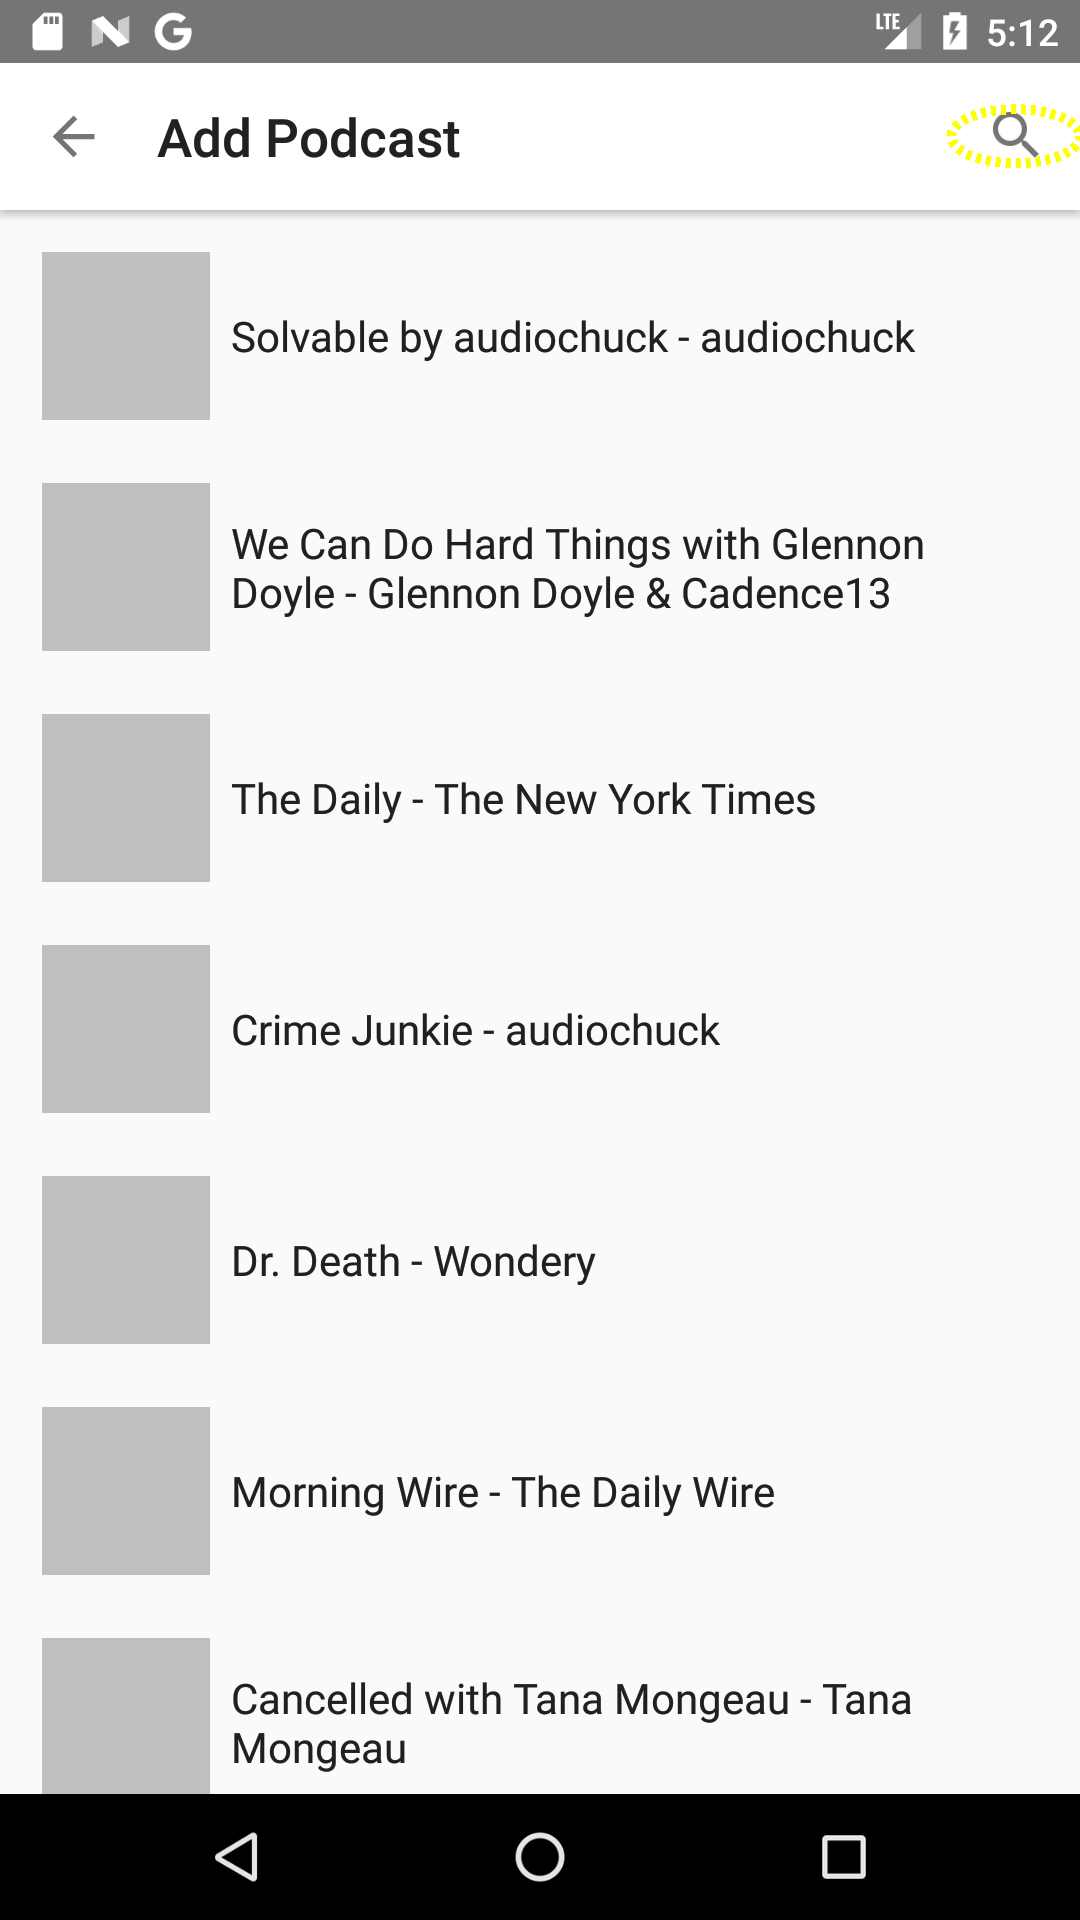 LTE 5:12
Add Podcast
Solvable by audiochuck - audiochuck
We Can Do Hard Things with Glennon
Doyle - Glennon Doyle & Cadence13
The Daily - The New York Times
Crime Junkie - audiochuck
Dr. Death - Wondery
Morning Wire - The Daily Wire
Cancelled with Tana Mongeau - Tana
Mongeau